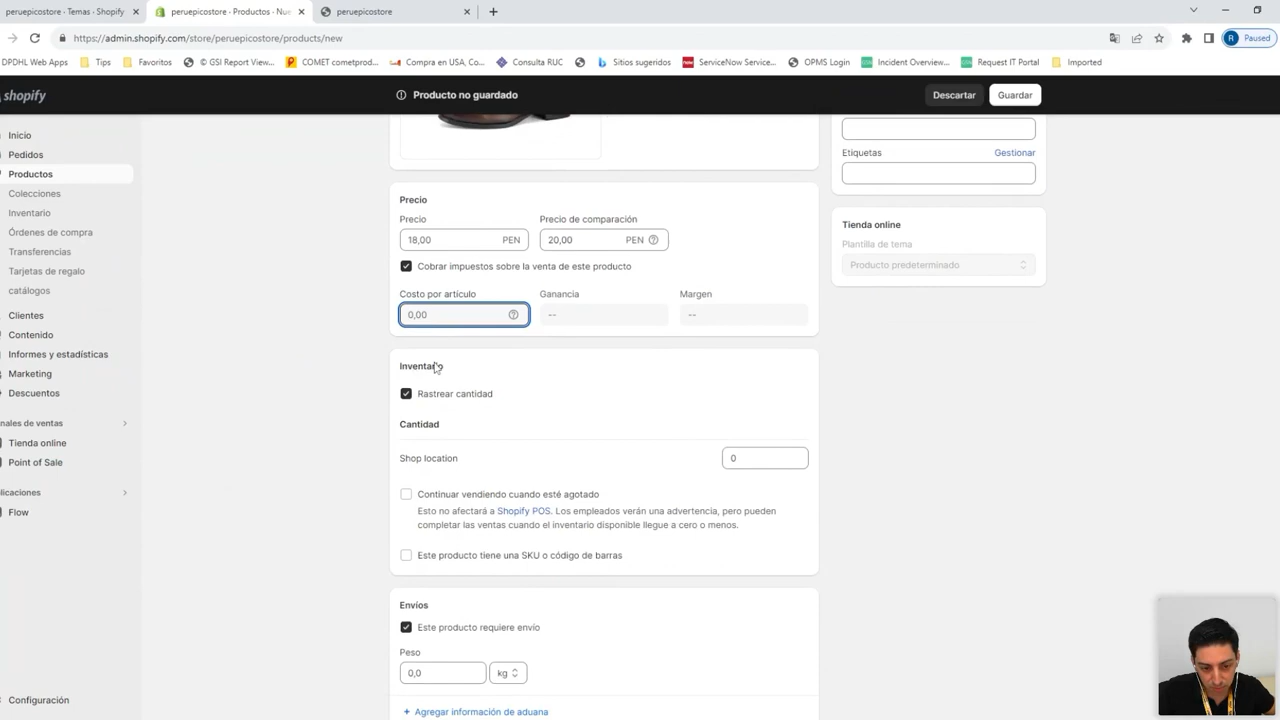 peruepicostore · Temas · Shopify
peruepicostore · Productos · Nue
peruepicostore
https://admin.shopify.com/store/peruepicostore/products/new
Paused
DPDHL Web Apps
Tips
Favoritos
© GSI Report View...
COMET cometprod...
Compra en USA, Co...
Consulta RUC
Sitios sugeridos
ServiceNow Service...
OPMS Login
Incident Overview...
Request IT Portal
Imported
shopify
Producto no guardado
Descartar
Guardar
Inicio
Pedidos
Productos
Colecciones
Inventario
Órdenes de compra
Transferencias
Tarjetas de regalo
catálogos
Clientes
Contenido
Informes y estadísticas
Marketing
Descuentos
nales de ventas
Tienda online
Point of Sale
licaciones
Flow
Configuración
Precio
Precio
Precio de comparación
18,00 PEN
20,00 PEN
Cobrar impuestos sobre la venta de este producto
Costo por artículo
Ganancia
Margen
0,00
--
--
Inventario
Rastrear cantidad
Cantidad
Shop location
0
Continuar vendiendo cuando esté agotado
Esto no afectará a Shopify POS. Los empleados verán una advertencia, pero pueden
completar las ventas cuando el inventario disponible llegue a cero o menos.
Este producto tiene una SKU o código de barras
Envíos
Este producto requiere envío
Peso
0,0
kg
+ Agregar información de aduana
Etiquetas
Gestionar
Tienda online
Plantilla de tema
Producto predeterminado
R